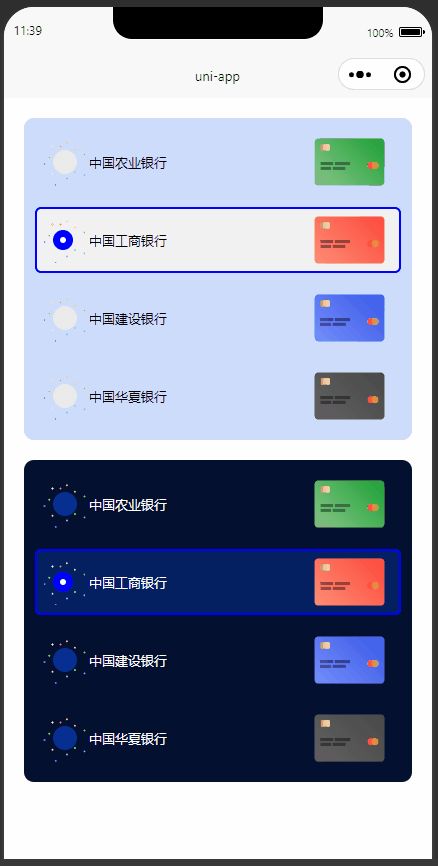 11:39
100%
uni-app
中国农业银行
中国工商银行
中国建设银行
中国华夏银行
中国农业银行
中国工商银行
中国建设银行
中国华夏银行